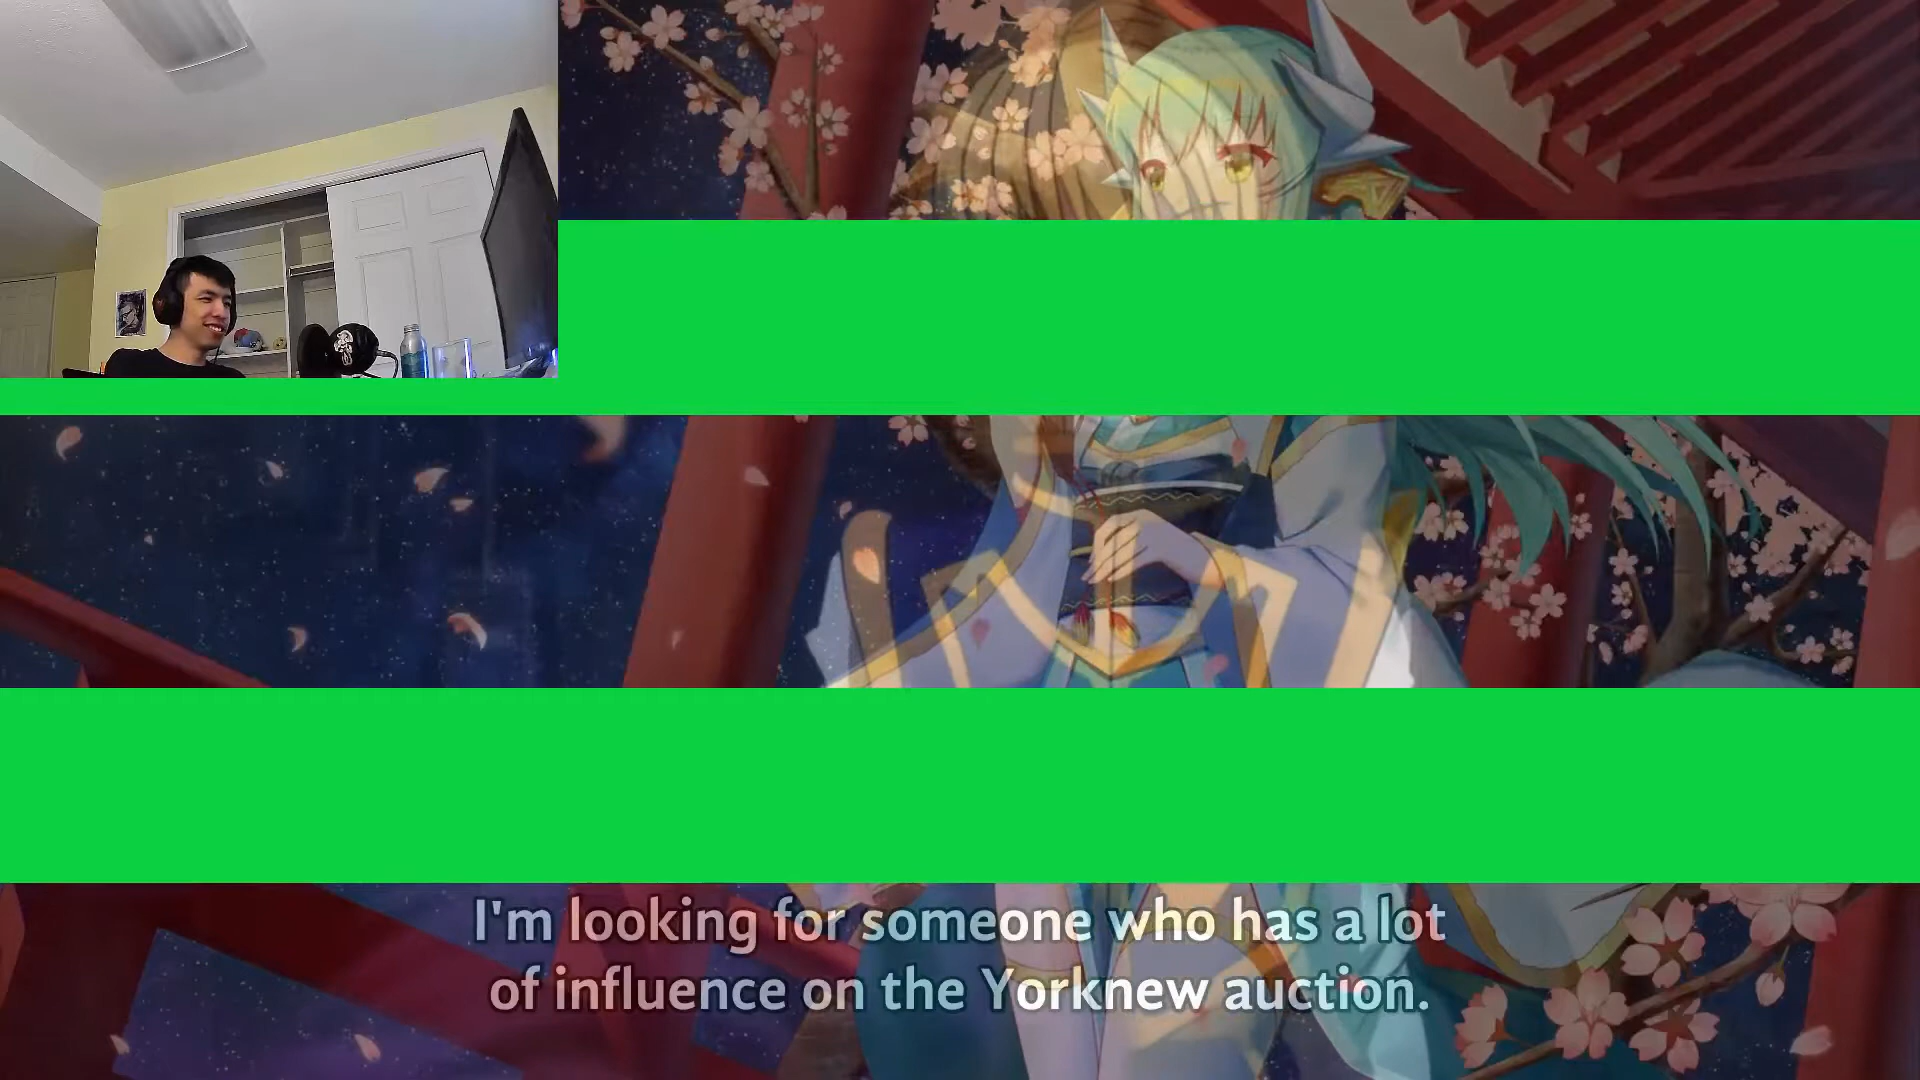 I'm looking for someone who has a lot
of influence on the Yorknew auction.